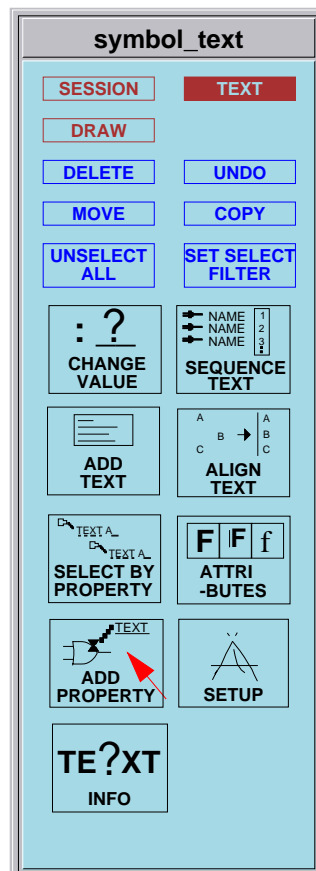 symbol_text
SESSION
TEXT
DRAW
DELETE
UNDO
MOVE
COPY
UNSELECT
ALL
SET SELECT
FILTER
: ?
CHANGE
VALUE
NAME 1
NAME 2
NAME 3
SEQUENCE
TEXT
ADD
TEXT
A A
B B
C C
ALIGN
TEXT
TEXT A_
TEXT A_
SELECT BY
PROPERTY
F F f
ATTRI
-BUTES
TEXT
ADD
PROPERTY
SETUP
TE?XT
INFO